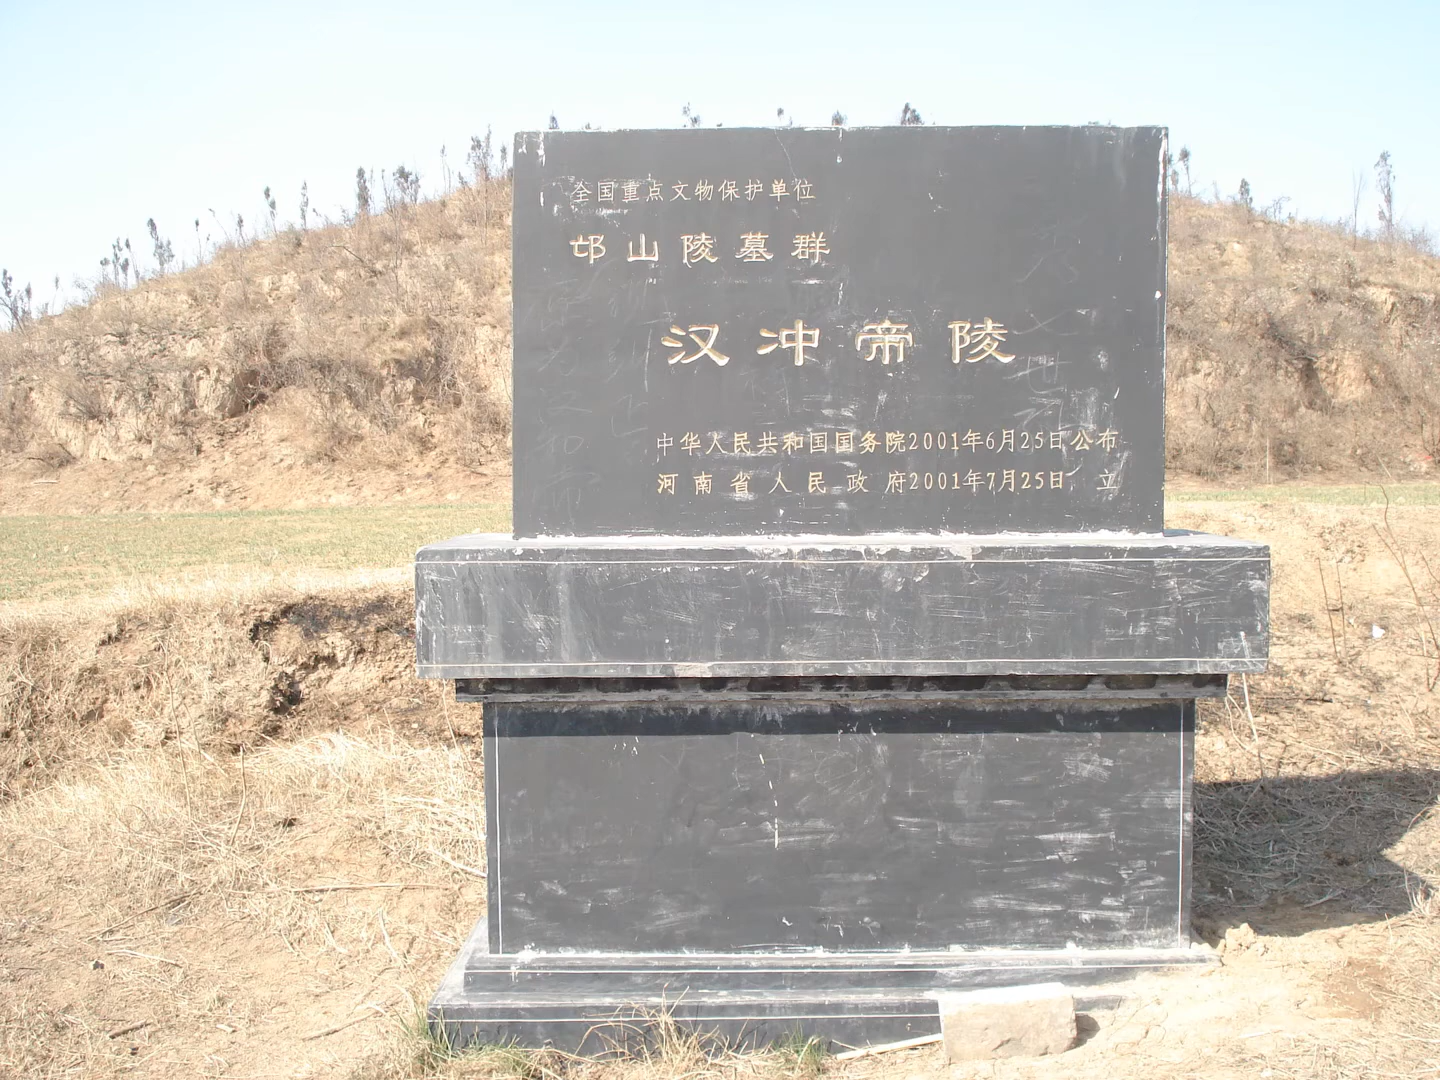 全国重点文物保护单位
邙山陵墓群
汉冲帝陵
中华人民共和国国务院2001年6月25日公布
河南省人民政府2001年7月25日 立